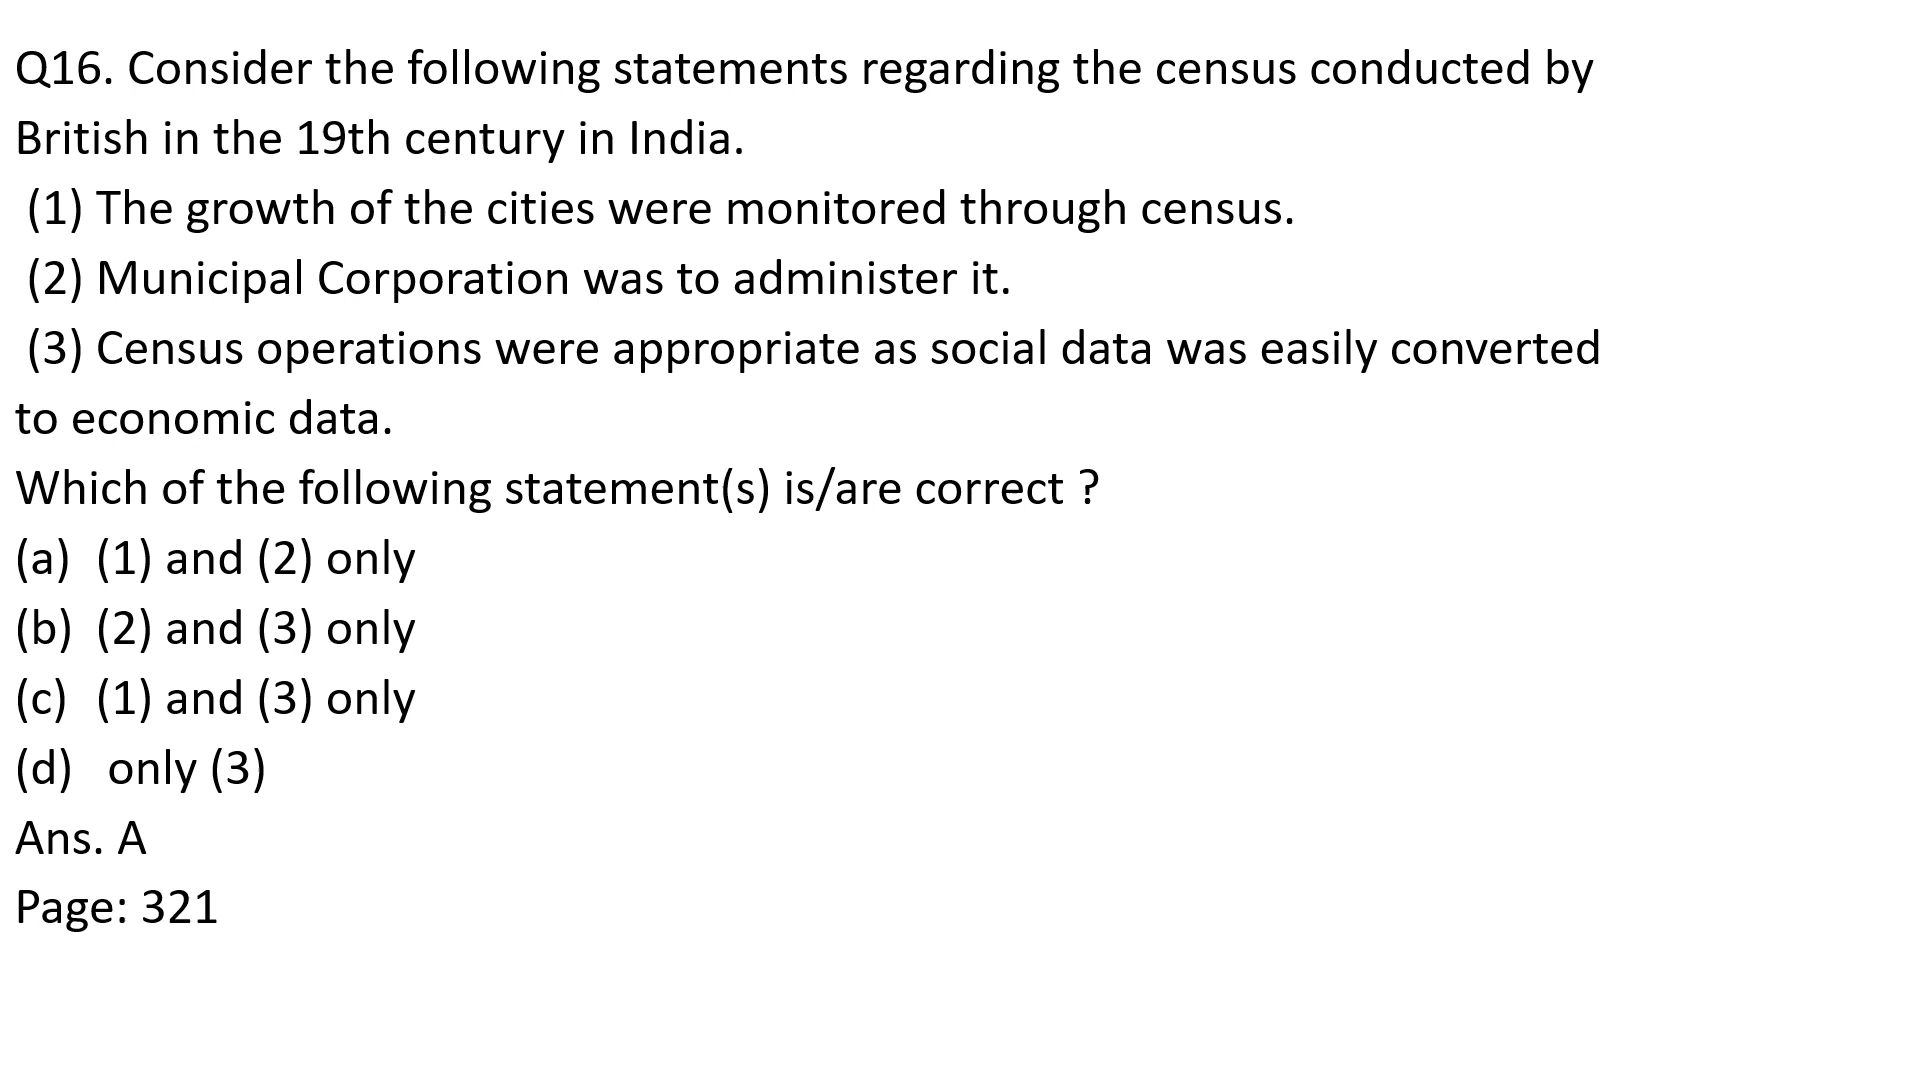 Q16. Consider the following statements regarding the census conducted by
British in the 19th century in India.
(1) The growth of the cities were monitored through census.
(2) Municipal Corporation was to administer it.
(3) Census operations were appropriate as social data was easily converted
to economic data.
Which of the following statement(s) is/are correct ?
(a) (1) and (2) only
(b) (2) and (3) only
(c) (1) and (3) only
(d) only (3)
Ans. A
Page: 321